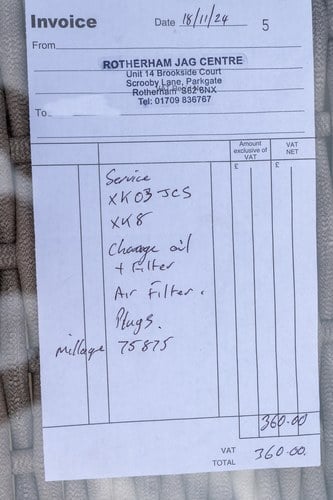 Invoice
Date 18/11/24
5
From
ROTHERHAM JAG CENTRE
Unit 14 Brookside Court
Scrooby Lane, Parkgate
Rotherham S62 6NX
Tel: 01709 836767
To
Amount exclusive of VAT
VAT NET
£ £
Service
XK03 JCS
XK8
Change oil
+ Filter
Air Filter.
Plugs.
Millage 75875
360.00
VAT
TOTAL 360.00.